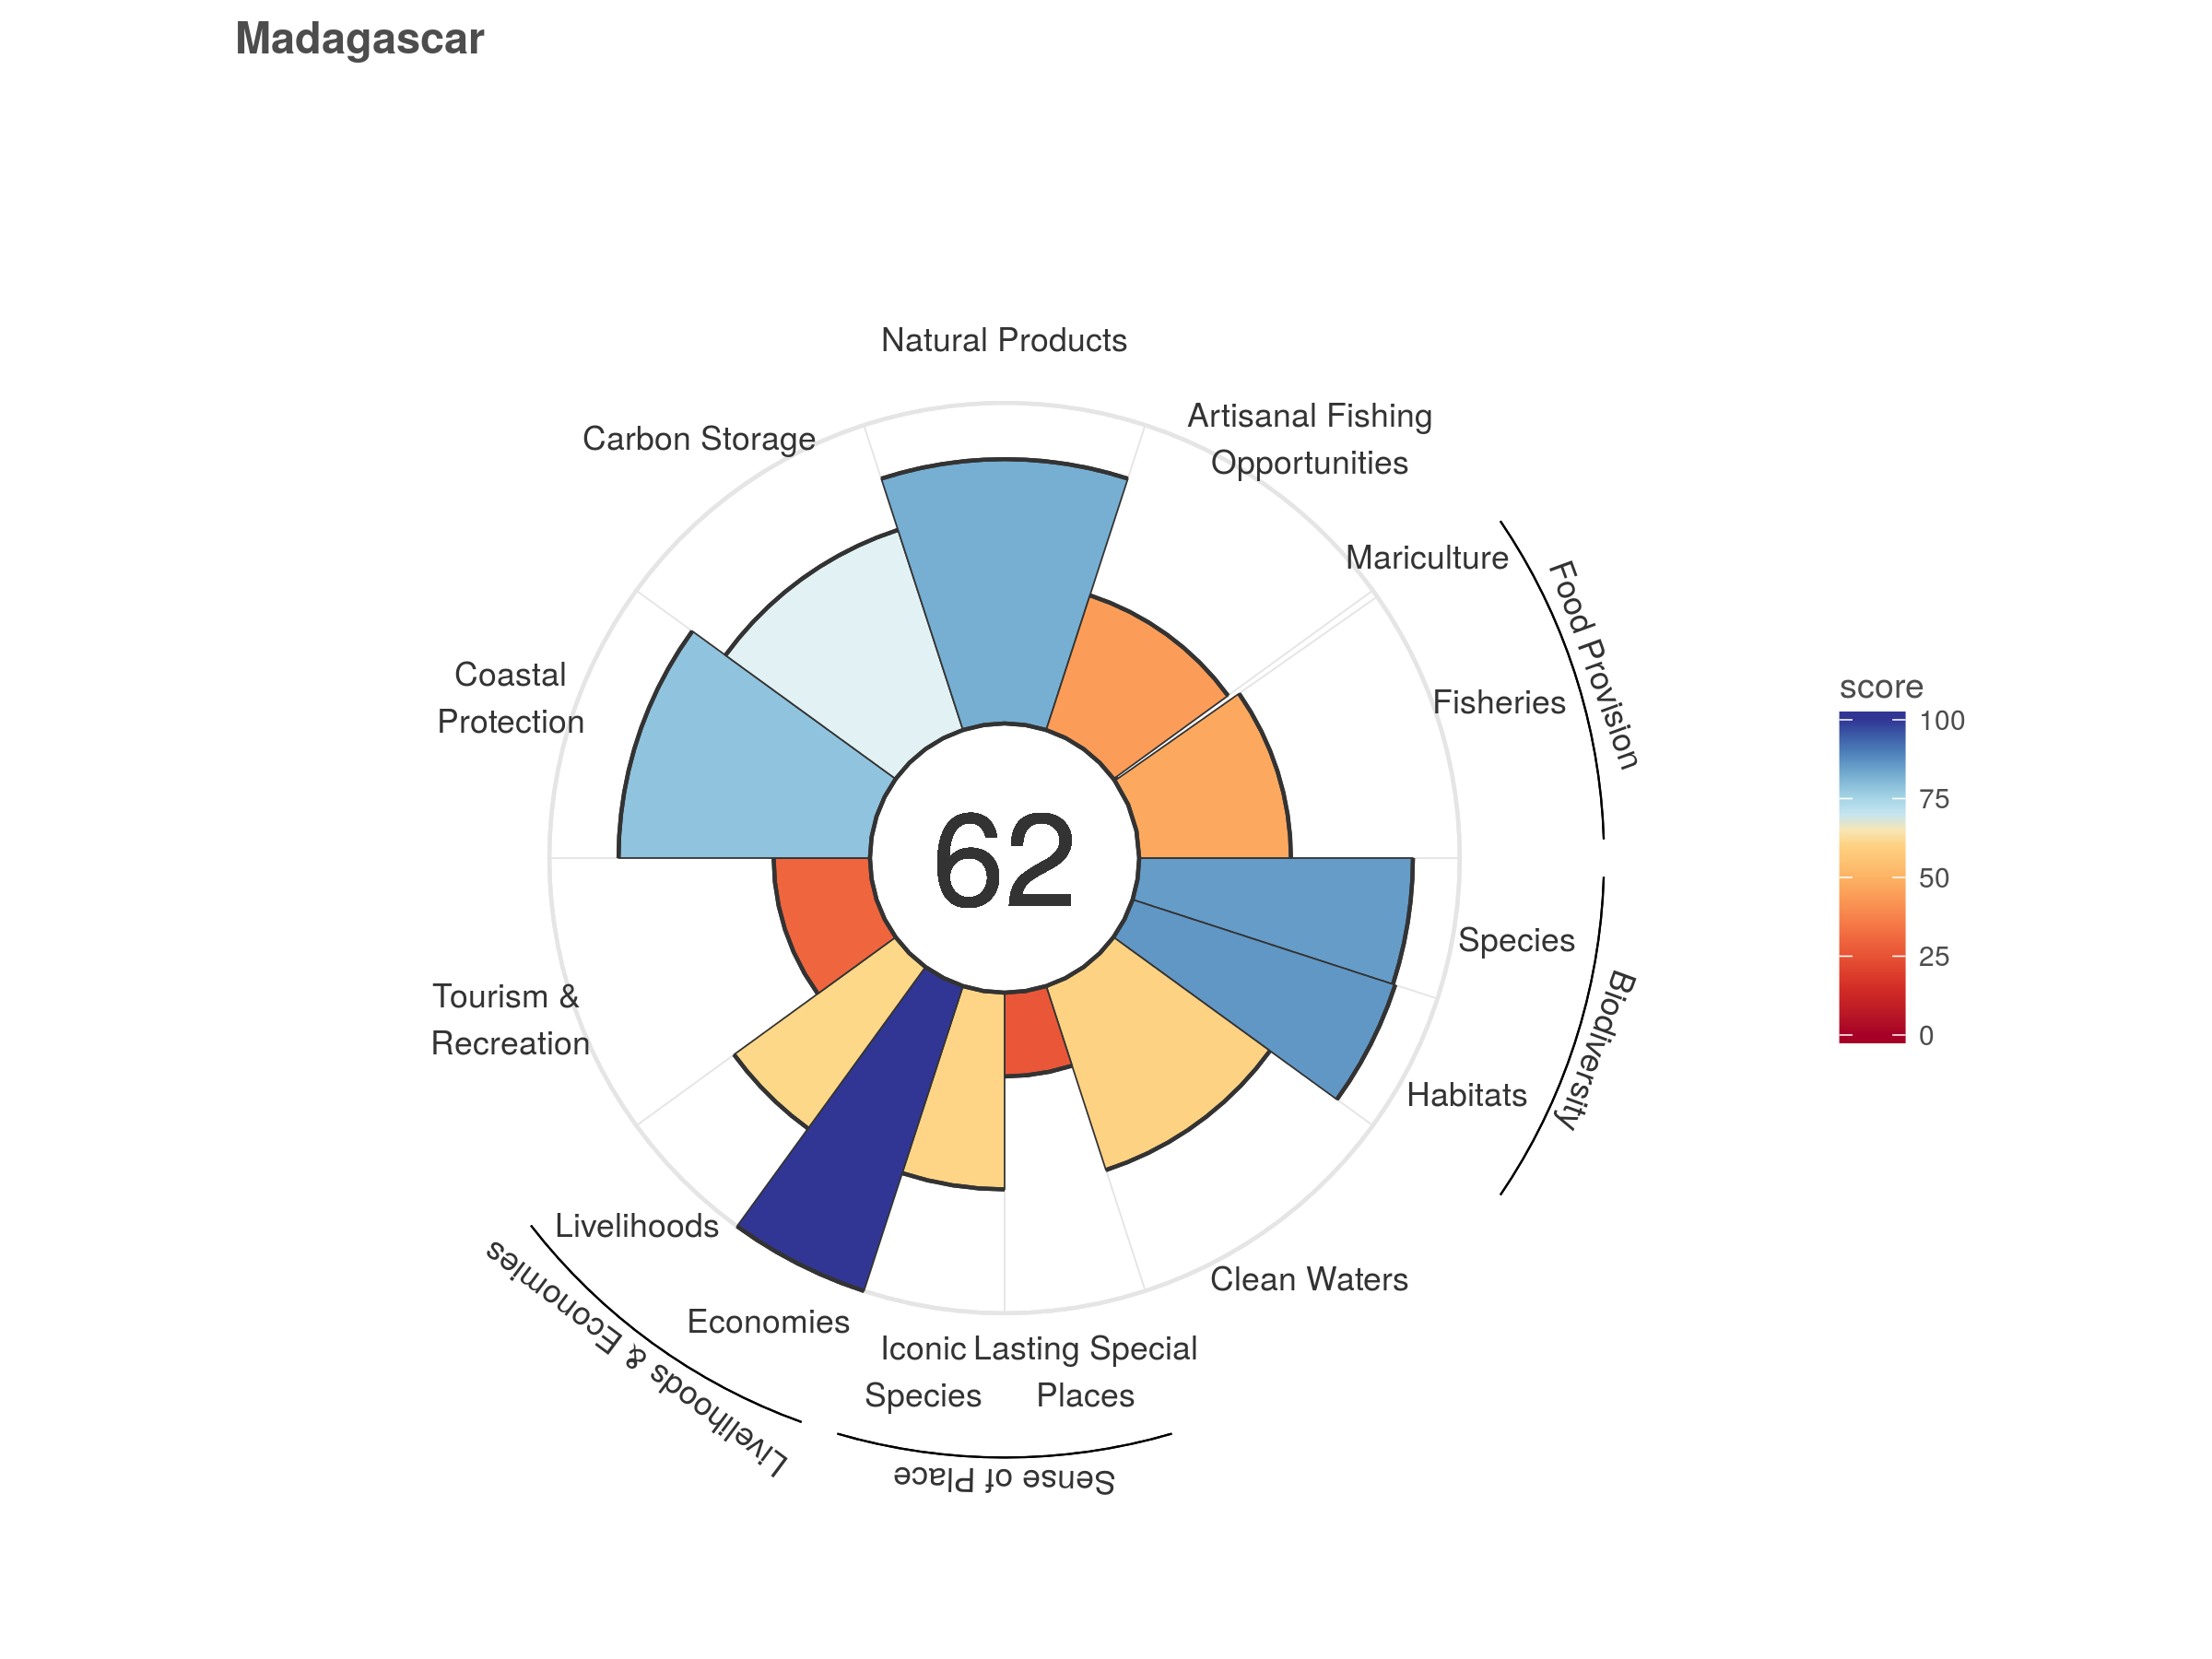 Madagascar
Natural Products
Artisanal Fishing
Opportunities
Carbon Storage
Mariculture
Food Provision
Fisheries
Coastal
Protection
62
Species
Biodiversity
Habitats
Tourism &
Recreation
Clean Waters
Livelihoods
Economies
Livelihoods & Economies
Iconic
Species
Lasting Special
Places
Sense of Place
score
100
75
50
25
0